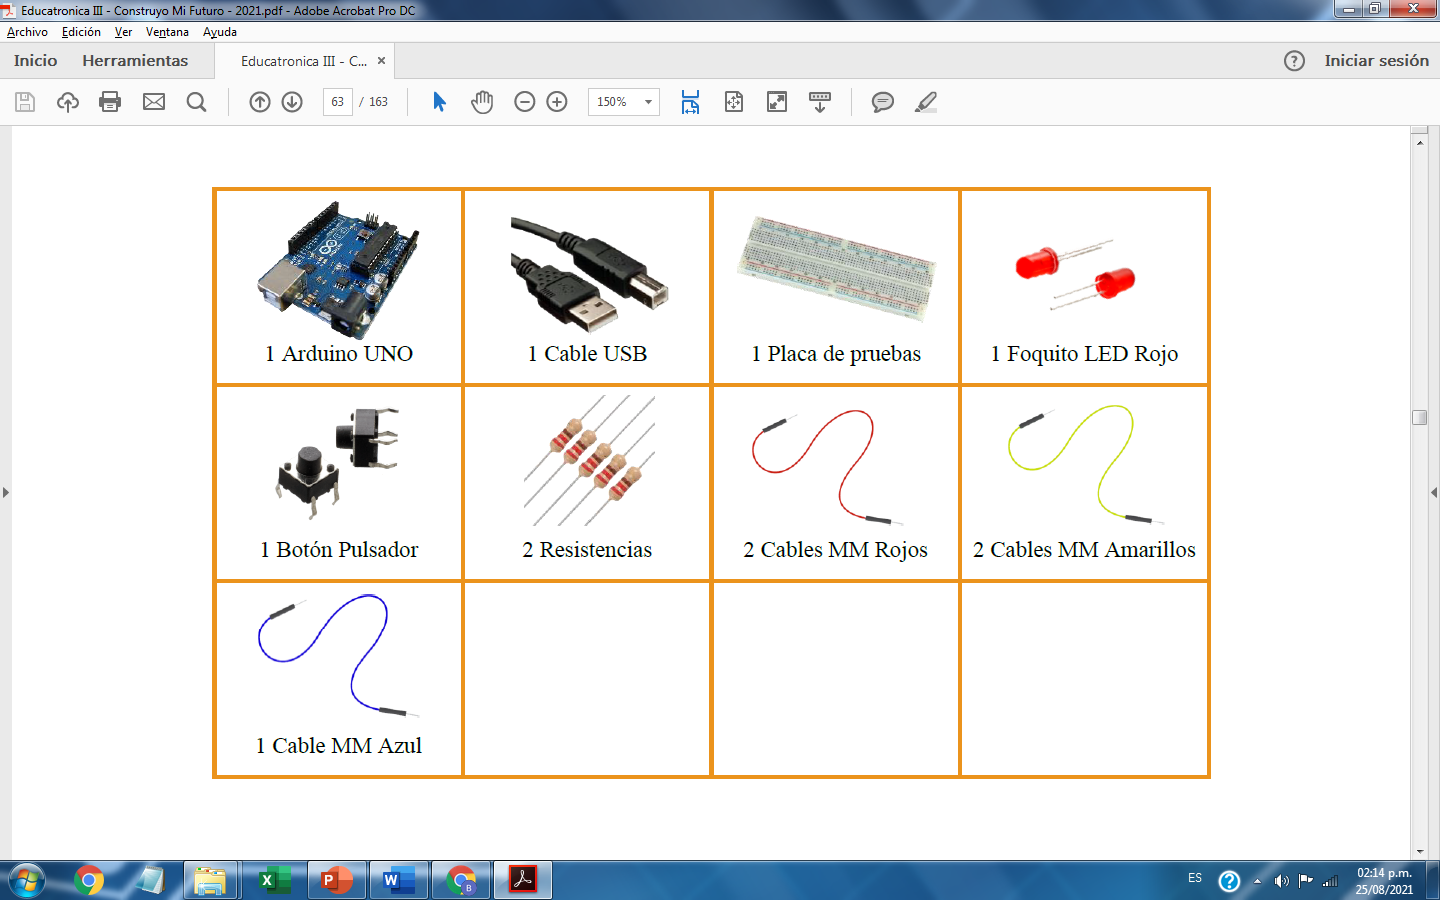 Educatronica III - Construyo Mi Futuro - 2021.pdf - Adobe Acrobat Pro DC
Archivo Edición Ver Ventana Ayuda
Inicio Herramientas Educatronica III - C... × ? Iniciar sesión
63 / 163 150%
1 Arduino UNO 1 Cable USB 1 Placa de pruebas 1 Foquito LED Rojo
1 Botón Pulsador 2 Resistencias 2 Cables MM Rojos 2 Cables MM Amarillos
1 Cable MM Azul
ES 02:14 p.m.
25/08/2021